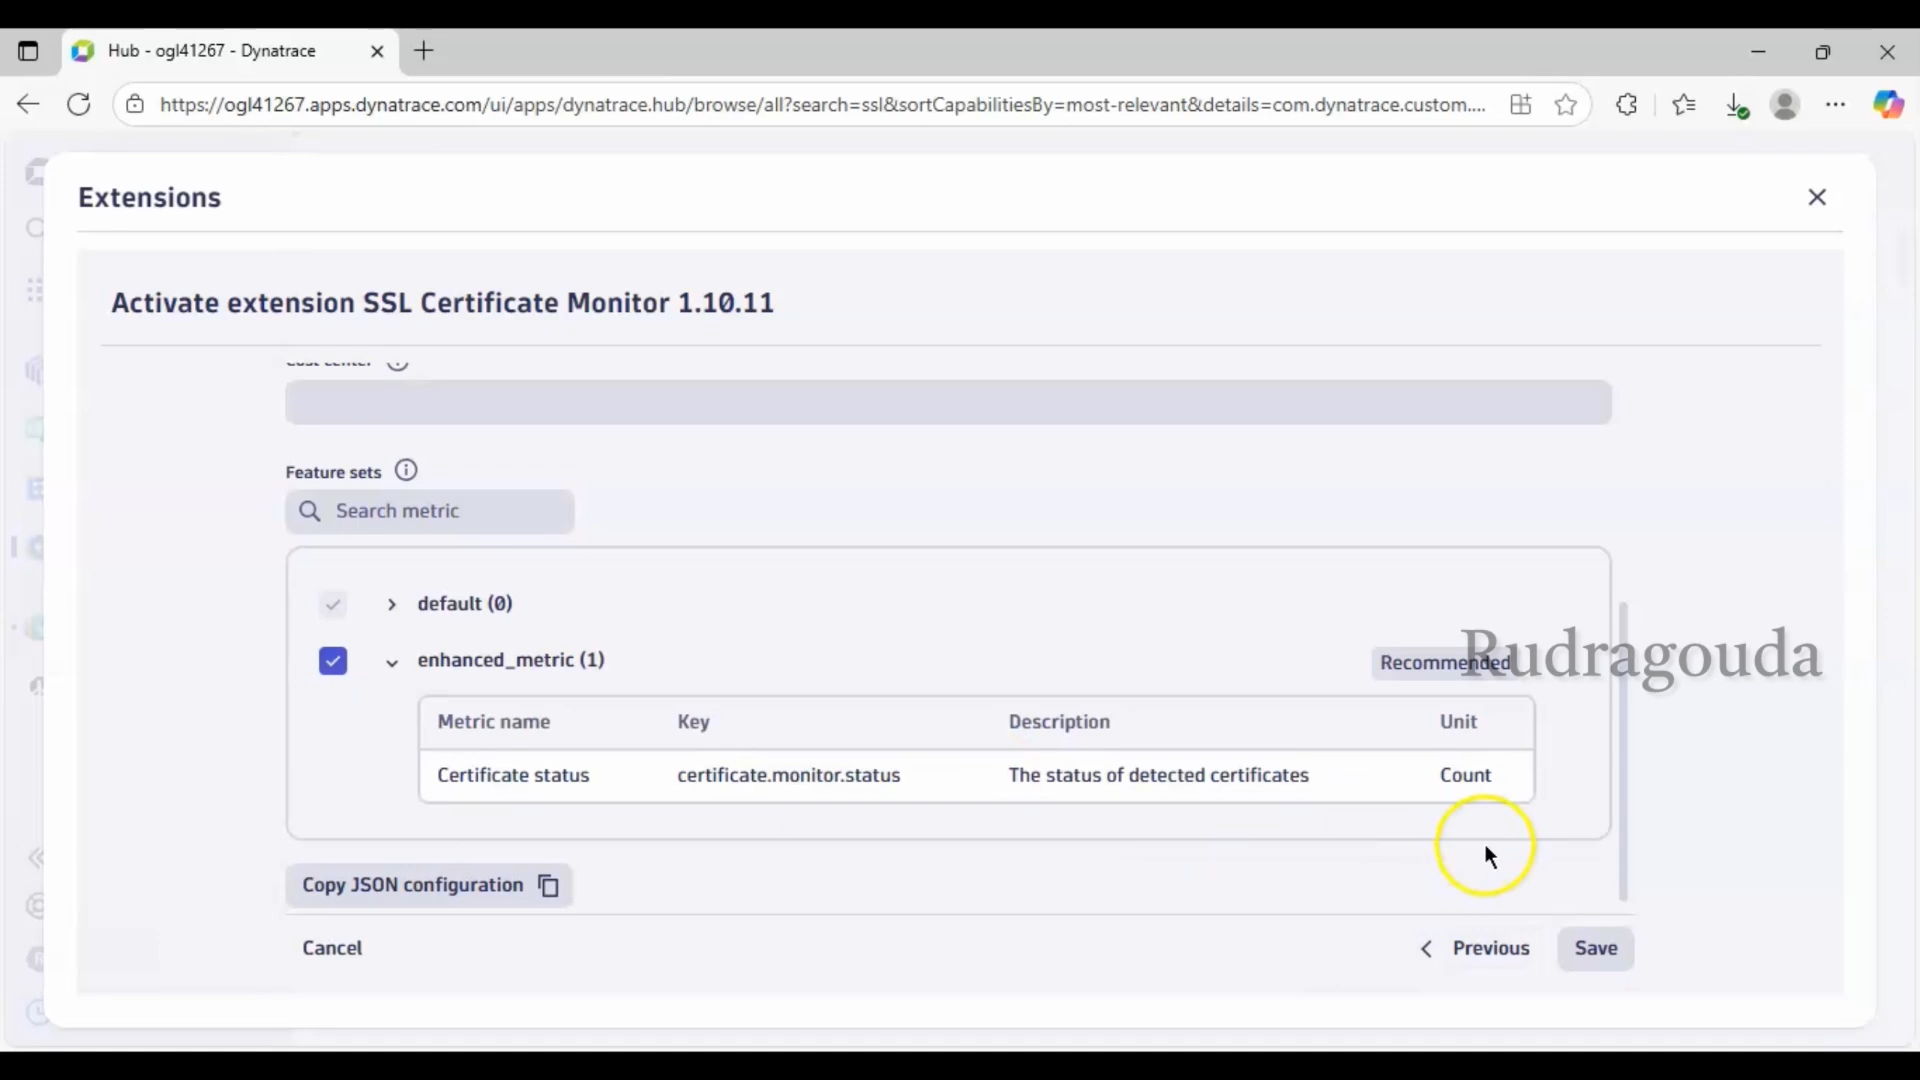 Hub - ogl41267 - Dynatrace
https://ogl41267.apps.dynatrace.com/ui/apps/dynatrace.hub/browse/all?search=ssl&sortCapabilitiesBy=most-relevant&details=com.dynatrace.custom....
Extensions
Activate extension SSL Certificate Monitor 1.10.11
Cost center
Feature sets
Search metric
default (0)
enhanced_metric (1)
Recommended
Rudragouda
Metric name Key Description Unit
Certificate status certificate.monitor.status The status of detected certificates Count
Copy JSON configuration
Cancel
Previous
Save